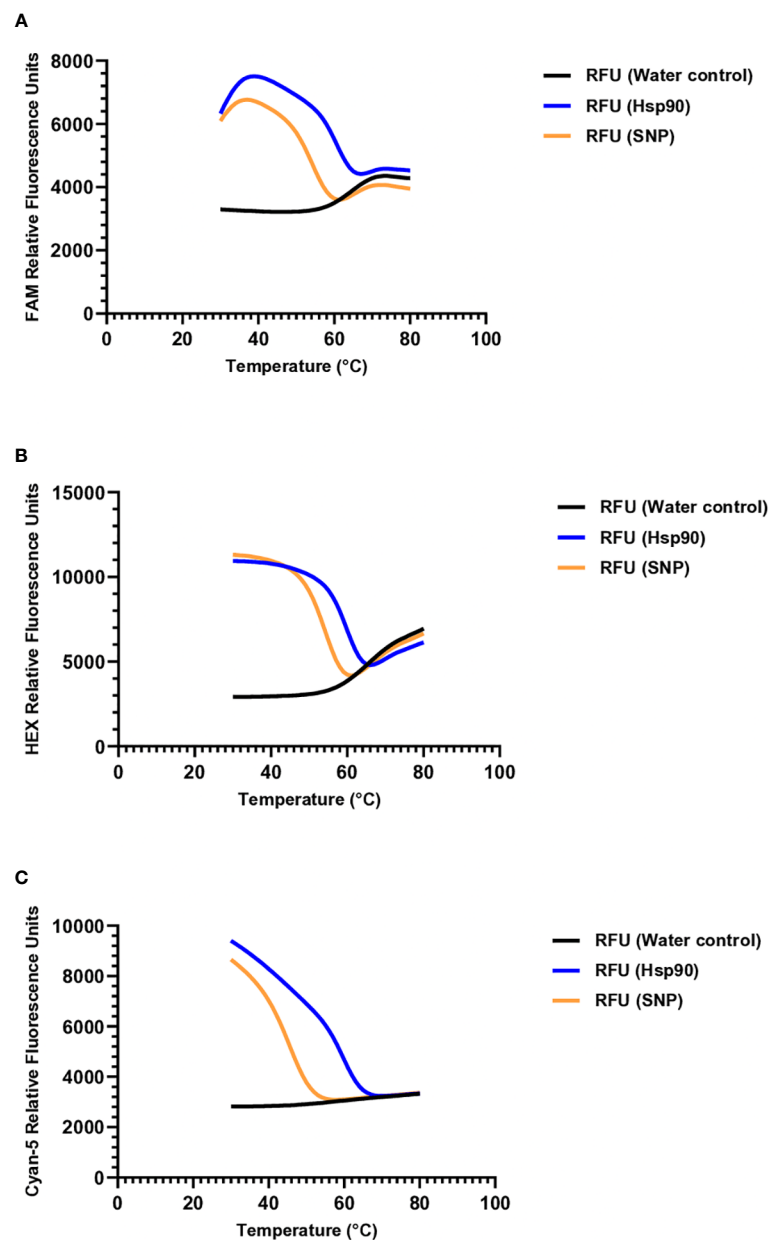 A
FAM Relative Fluorescence Units
8000
6000
4000
2000
0
0 20 40 60 80 100
Temperature (°C)
RFU (Water control)
RFU (Hsp90)
RFU (SNP)
B
HEX Relative Fluorescence Units
15000
10000
5000
0
0 20 40 60 80 100
Temperature (°C)
RFU (Water control)
RFU (Hsp90)
RFU (SNP)
C
Cyan-5 Relative Fluorescence Units
10000
8000
6000
4000
2000
0
0 20 40 60 80 100
Temperature (°C)
RFU (Water control)
RFU (Hsp90)
RFU (SNP)